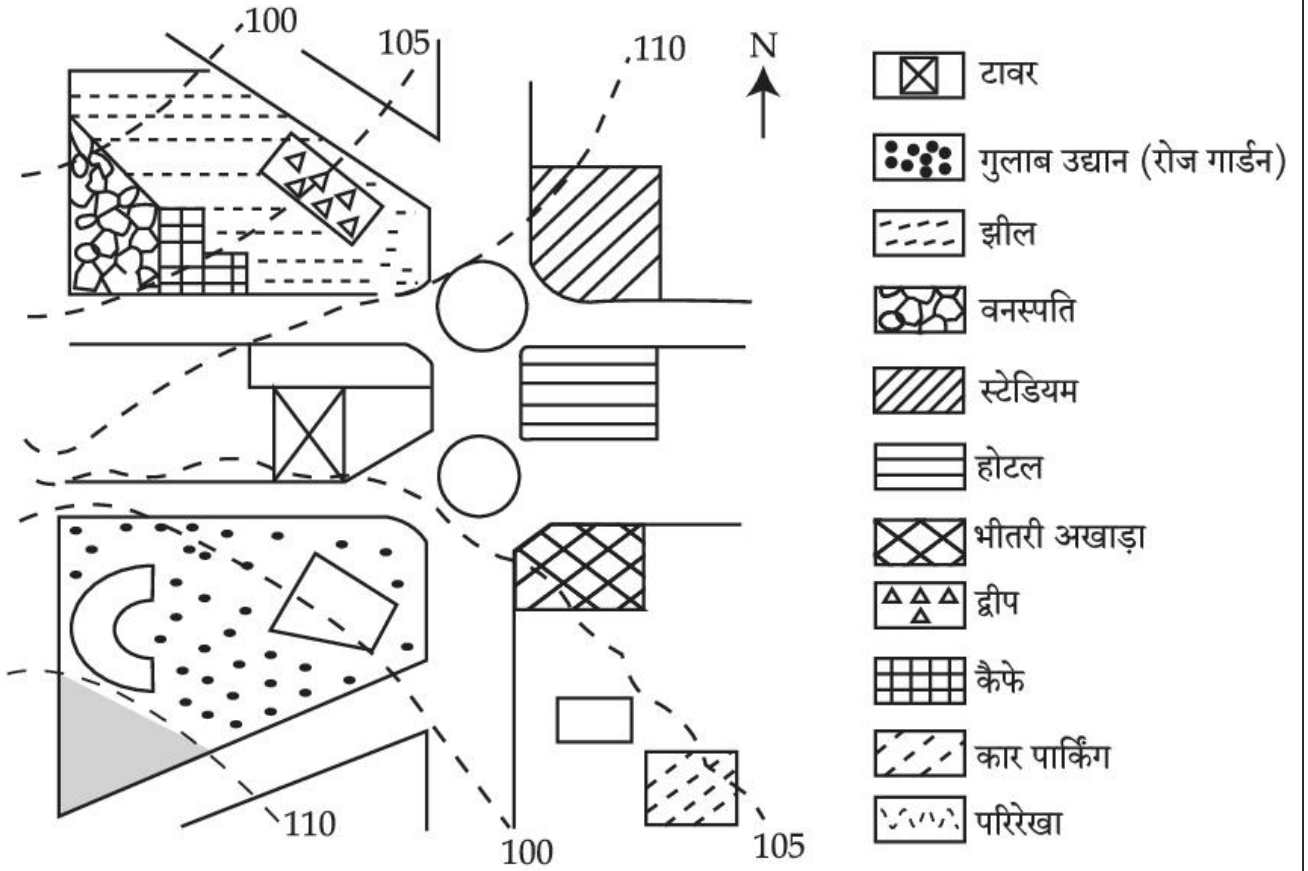 100
105
110
N
110
100
105
टावर
गुलाब उद्यान (रोज गार्डन)
झील
वनस्पति
स्टेडियम
होटल
भीतरी अखाड़ा
द्वीप
कैफे
कार पार्किंग
परिरेखा